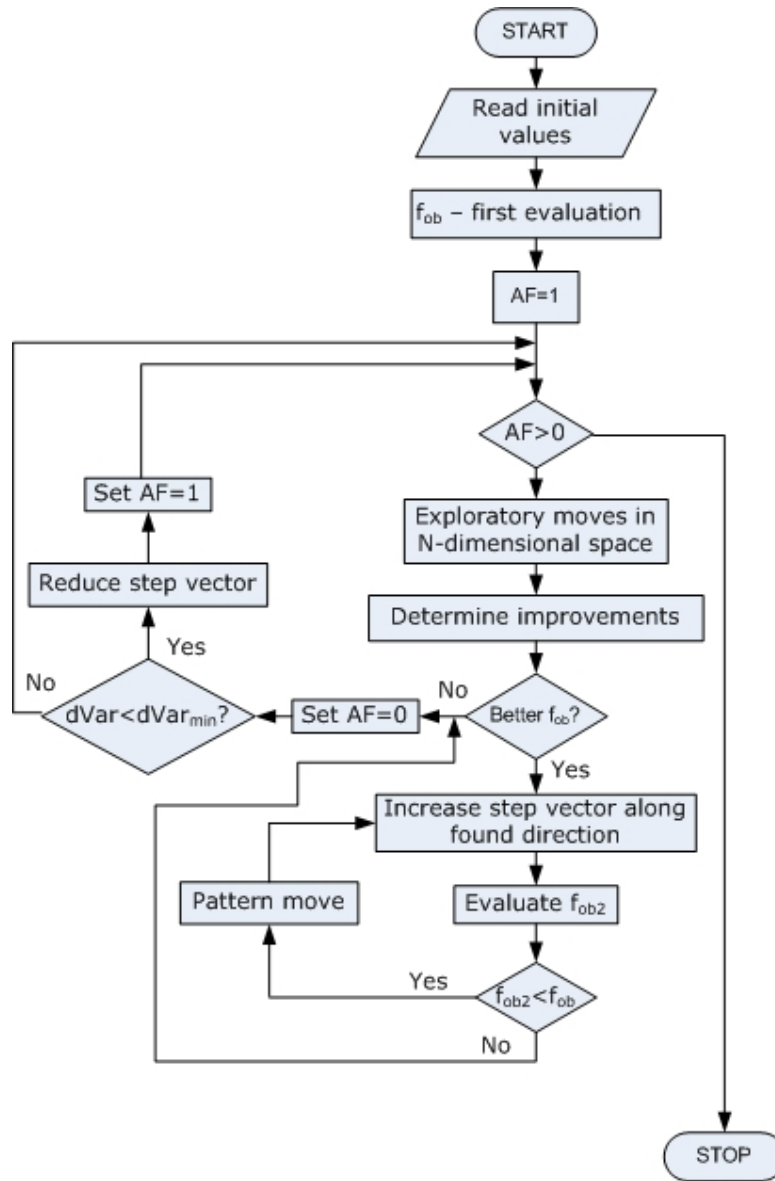 START
Read initial
values
fob – first evaluation
AF=1
AF>0
Set AF=1
Exploratory moves in
N-dimensional space
Reduce step vector
Determine improvements
Yes
No
No
dVar<dVarmin?
Set AF=0
Better fob?
Yes
Increase step vector along
found direction
Pattern move
Evaluate fob2
Yes
fob2<fob
No
STOP